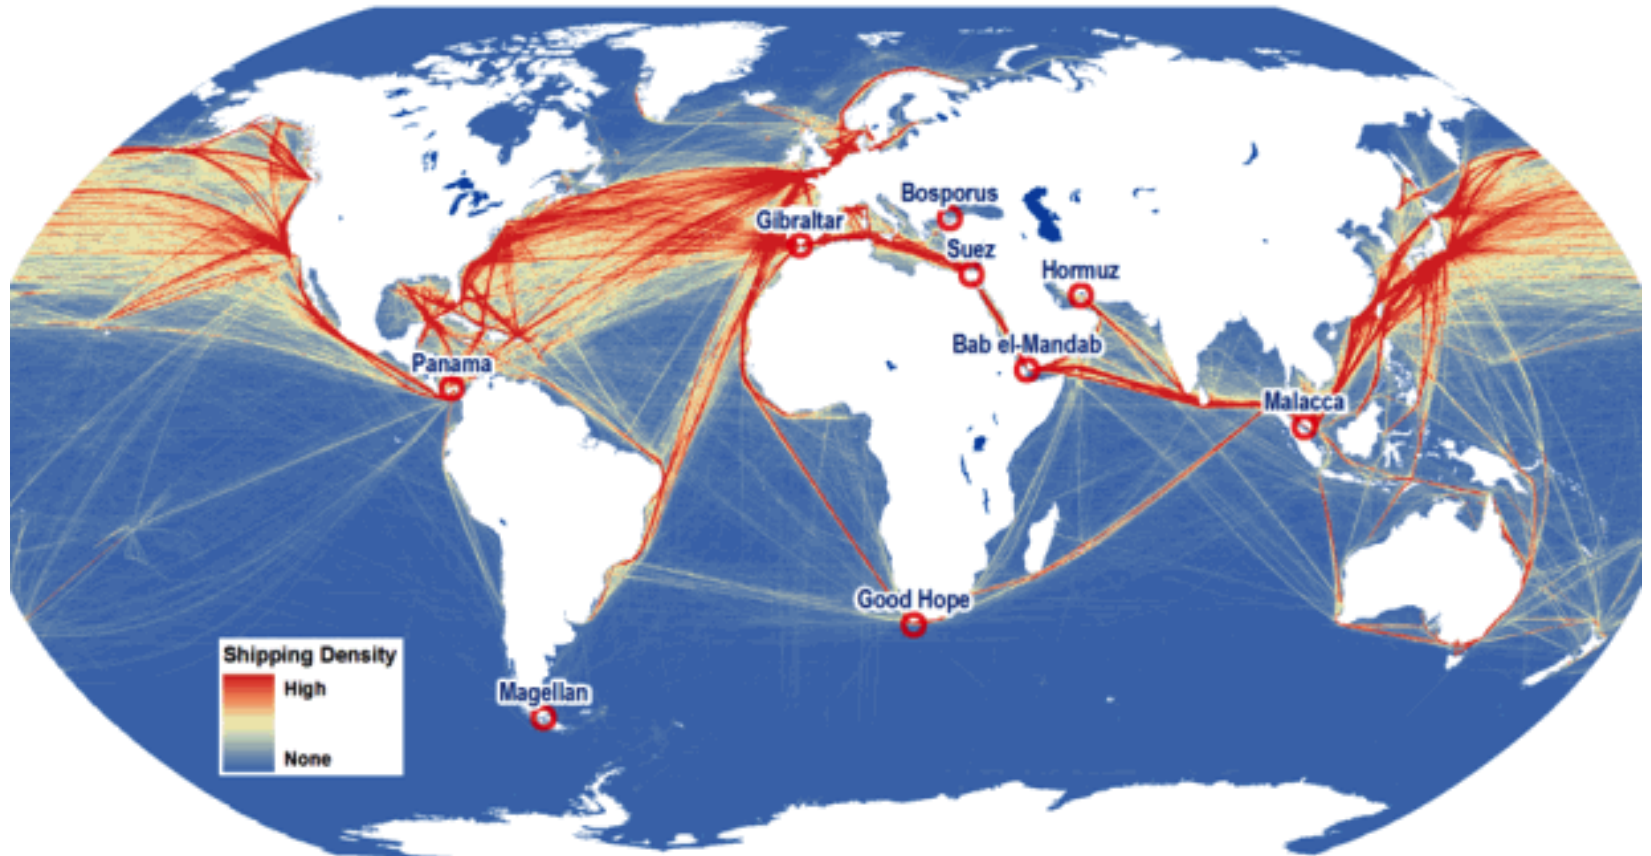 Bosporus
Gibraltar
Suez
Hormuz
Bab el-Mandab
Panama
Malacca
Good Hope
Magellan
Shipping Density
High
None